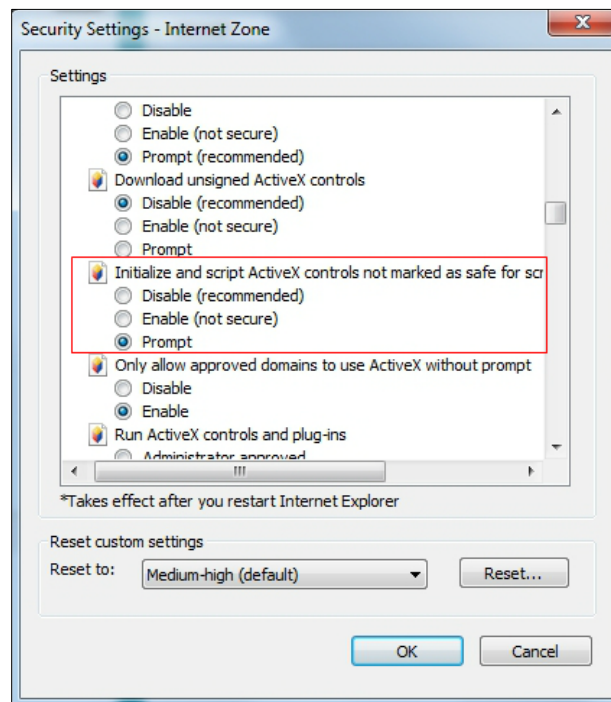 Security Settings - Internet Zone
Settings
Disable
Enable (not secure)
Prompt (recommended)
Download unsigned ActiveX controls
Disable (recommended)
Enable (not secure)
Prompt
Initialize and script ActiveX controls not marked as safe for scr
Disable (recommended)
Enable (not secure)
Prompt
Only allow approved domains to use ActiveX without prompt
Disable
Enable
Run ActiveX controls and plug-ins
Administrator approved
*Takes effect after you restart Internet Explorer
Reset custom settings
Reset to: Medium-high (default) Reset...
OK Cancel